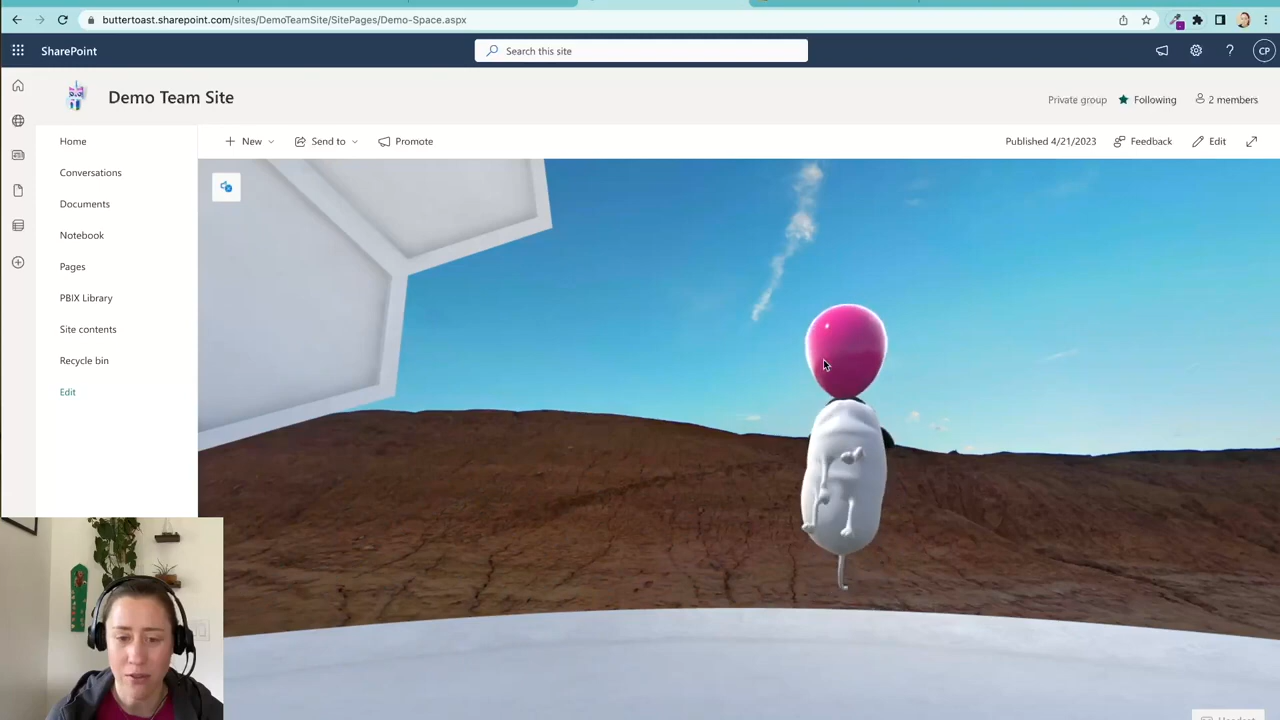 buttertoast.sharepoint.com/sites/DemoTeamSite/SitePages/Demo-Space.aspx
SharePoint
Search this site
CP
Demo Team Site
Private group
Following
2 members
Home
Conversations
Documents
Notebook
Pages
PBIX Library
Site contents
Recycle bin
Edit
New
Send to
Promote
Published 4/21/2023
Feedback
Edit